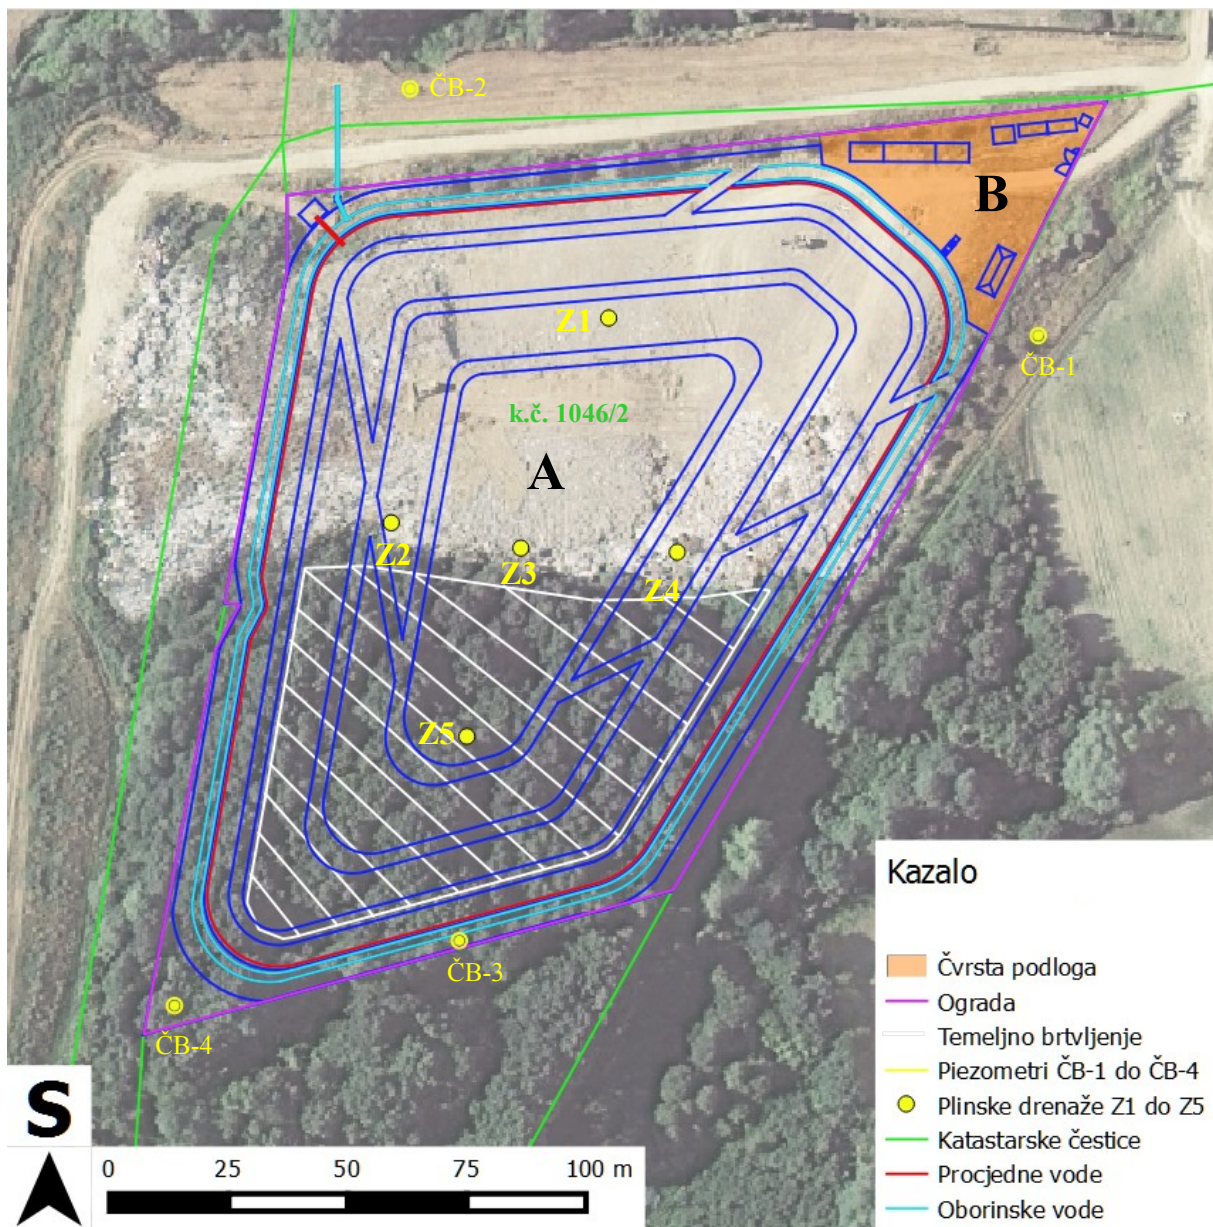 ČB-2
B
Z1
ČB-1
k.č. 1046/2
A
Z2
Z3
Z4
Z5
ČB-3
ČB-4
Kazalo
Čvrsta podloga
Ograda
Temeljno brtvljenje
Piezometri ČB-1 do ČB-4
Plinske drenaže Z1 do Z5
Katastarske čestice
Procjedne vode
Oborinske vode
S
0 25 50 75 100 m